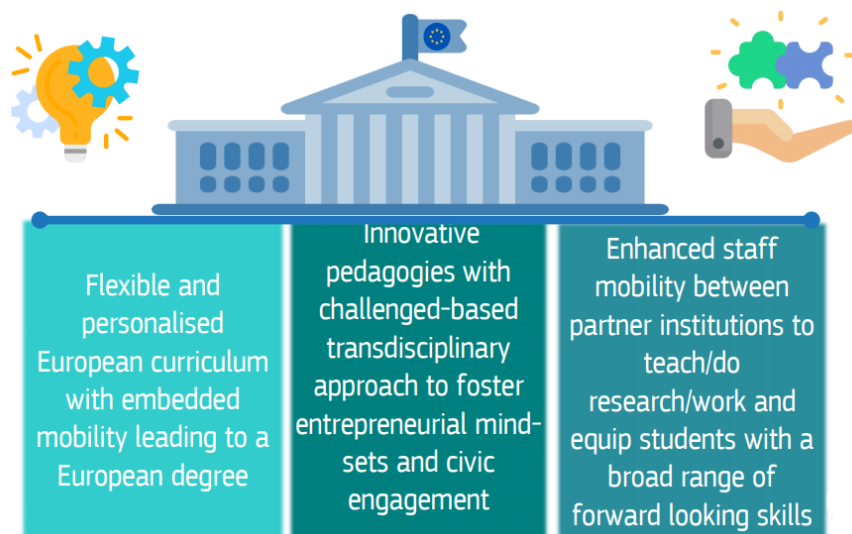 Flexible and
personalised
European curriculum
with embedded
mobility leading to a
European degree
Innovative
pedagogies with
challenged-based
transdisciplinary
approach to foster
entrepreneurial mind-
sets and civic
engagement
Enhanced staff
mobility between
partner institutions to
teach/do
research/work and
equip students with a
broad range of
forward looking skills